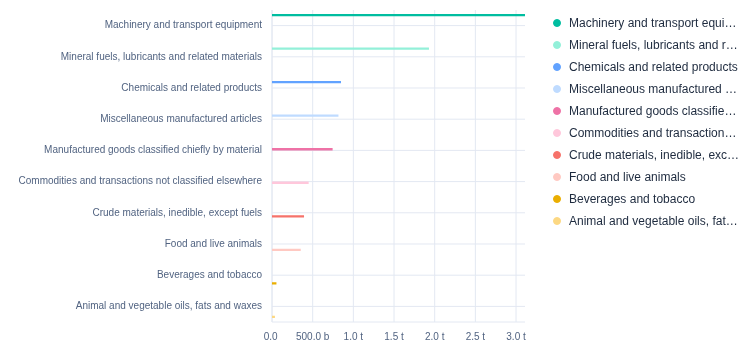 Machinery and transport equipment
Mineral fuels, lubricants and related materials
Chemicals and related products
Miscellaneous manufactured articles
Manufactured goods classified chiefly by material
Commodities and transactions not classified elsewhere
Crude materials, inedible, except fuels
Food and live animals
Beverages and tobacco
Animal and vegetable oils, fats and waxes
0.0 500.0 b 1.0 t 1.5 t 2.0 t 2.5 t 3.0 t
Machinery and transport equi...
Mineral fuels, lubricants and r...
Chemicals and related products
Miscellaneous manufactured ...
Manufactured goods classifie...
Commodities and transaction...
Crude materials, inedible, exc...
Food and live animals
Beverages and tobacco
Animal and vegetable oils, fat...